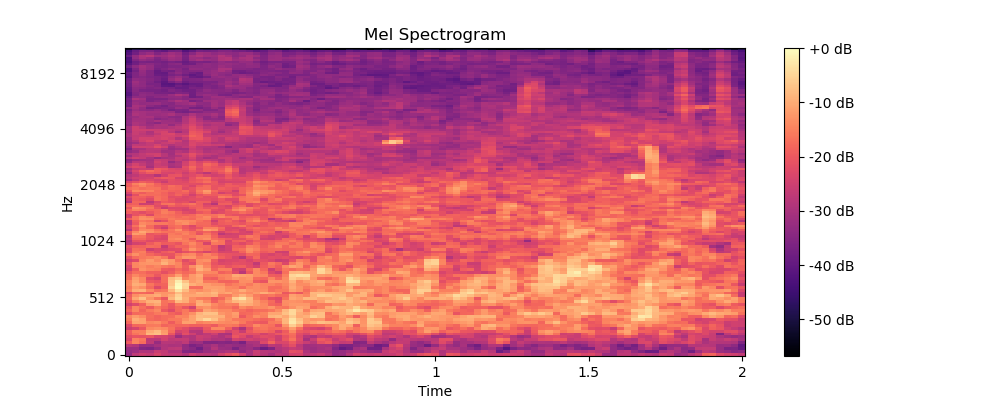 Mel Spectrogram
8192
4096
2048
1024
512
0
Hz
0
0.5
1
1.5
2
Time
+0 dB
-10 dB
-20 dB
-30 dB
-40 dB
-50 dB